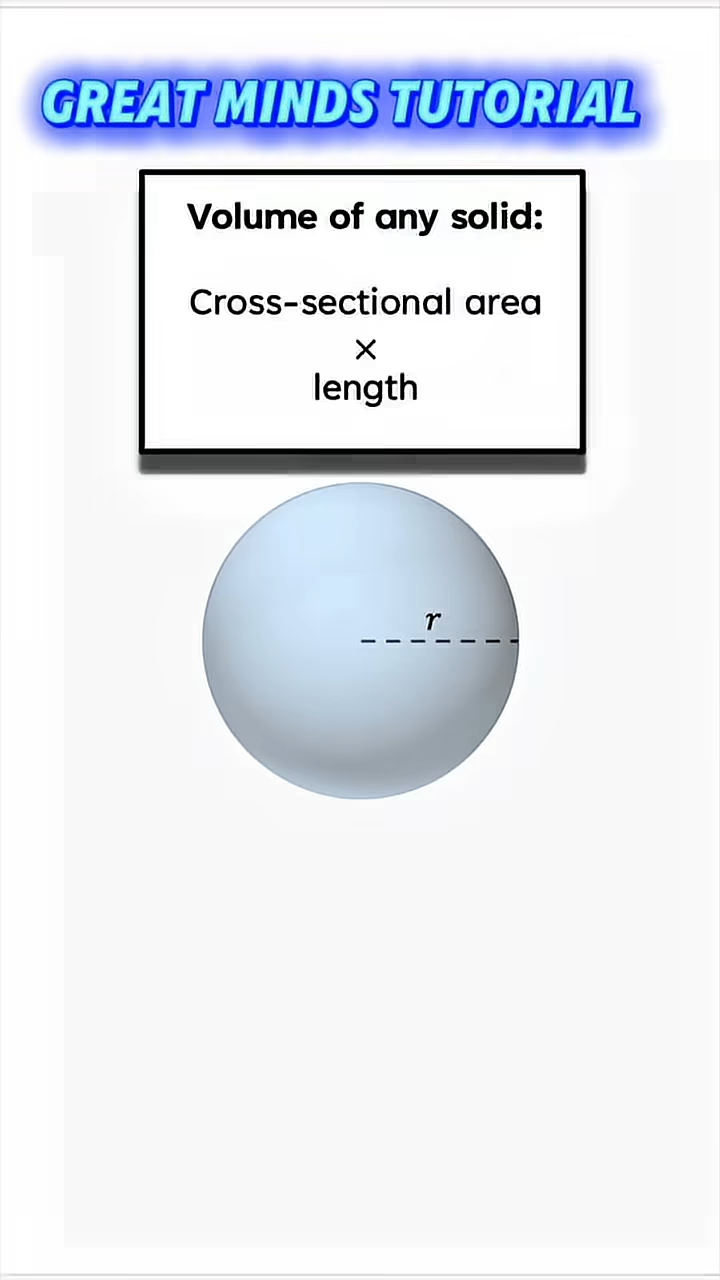 GREAT MINDS TUTORIAL
Volume of any solid:
Cross-sectional area
×
length
r